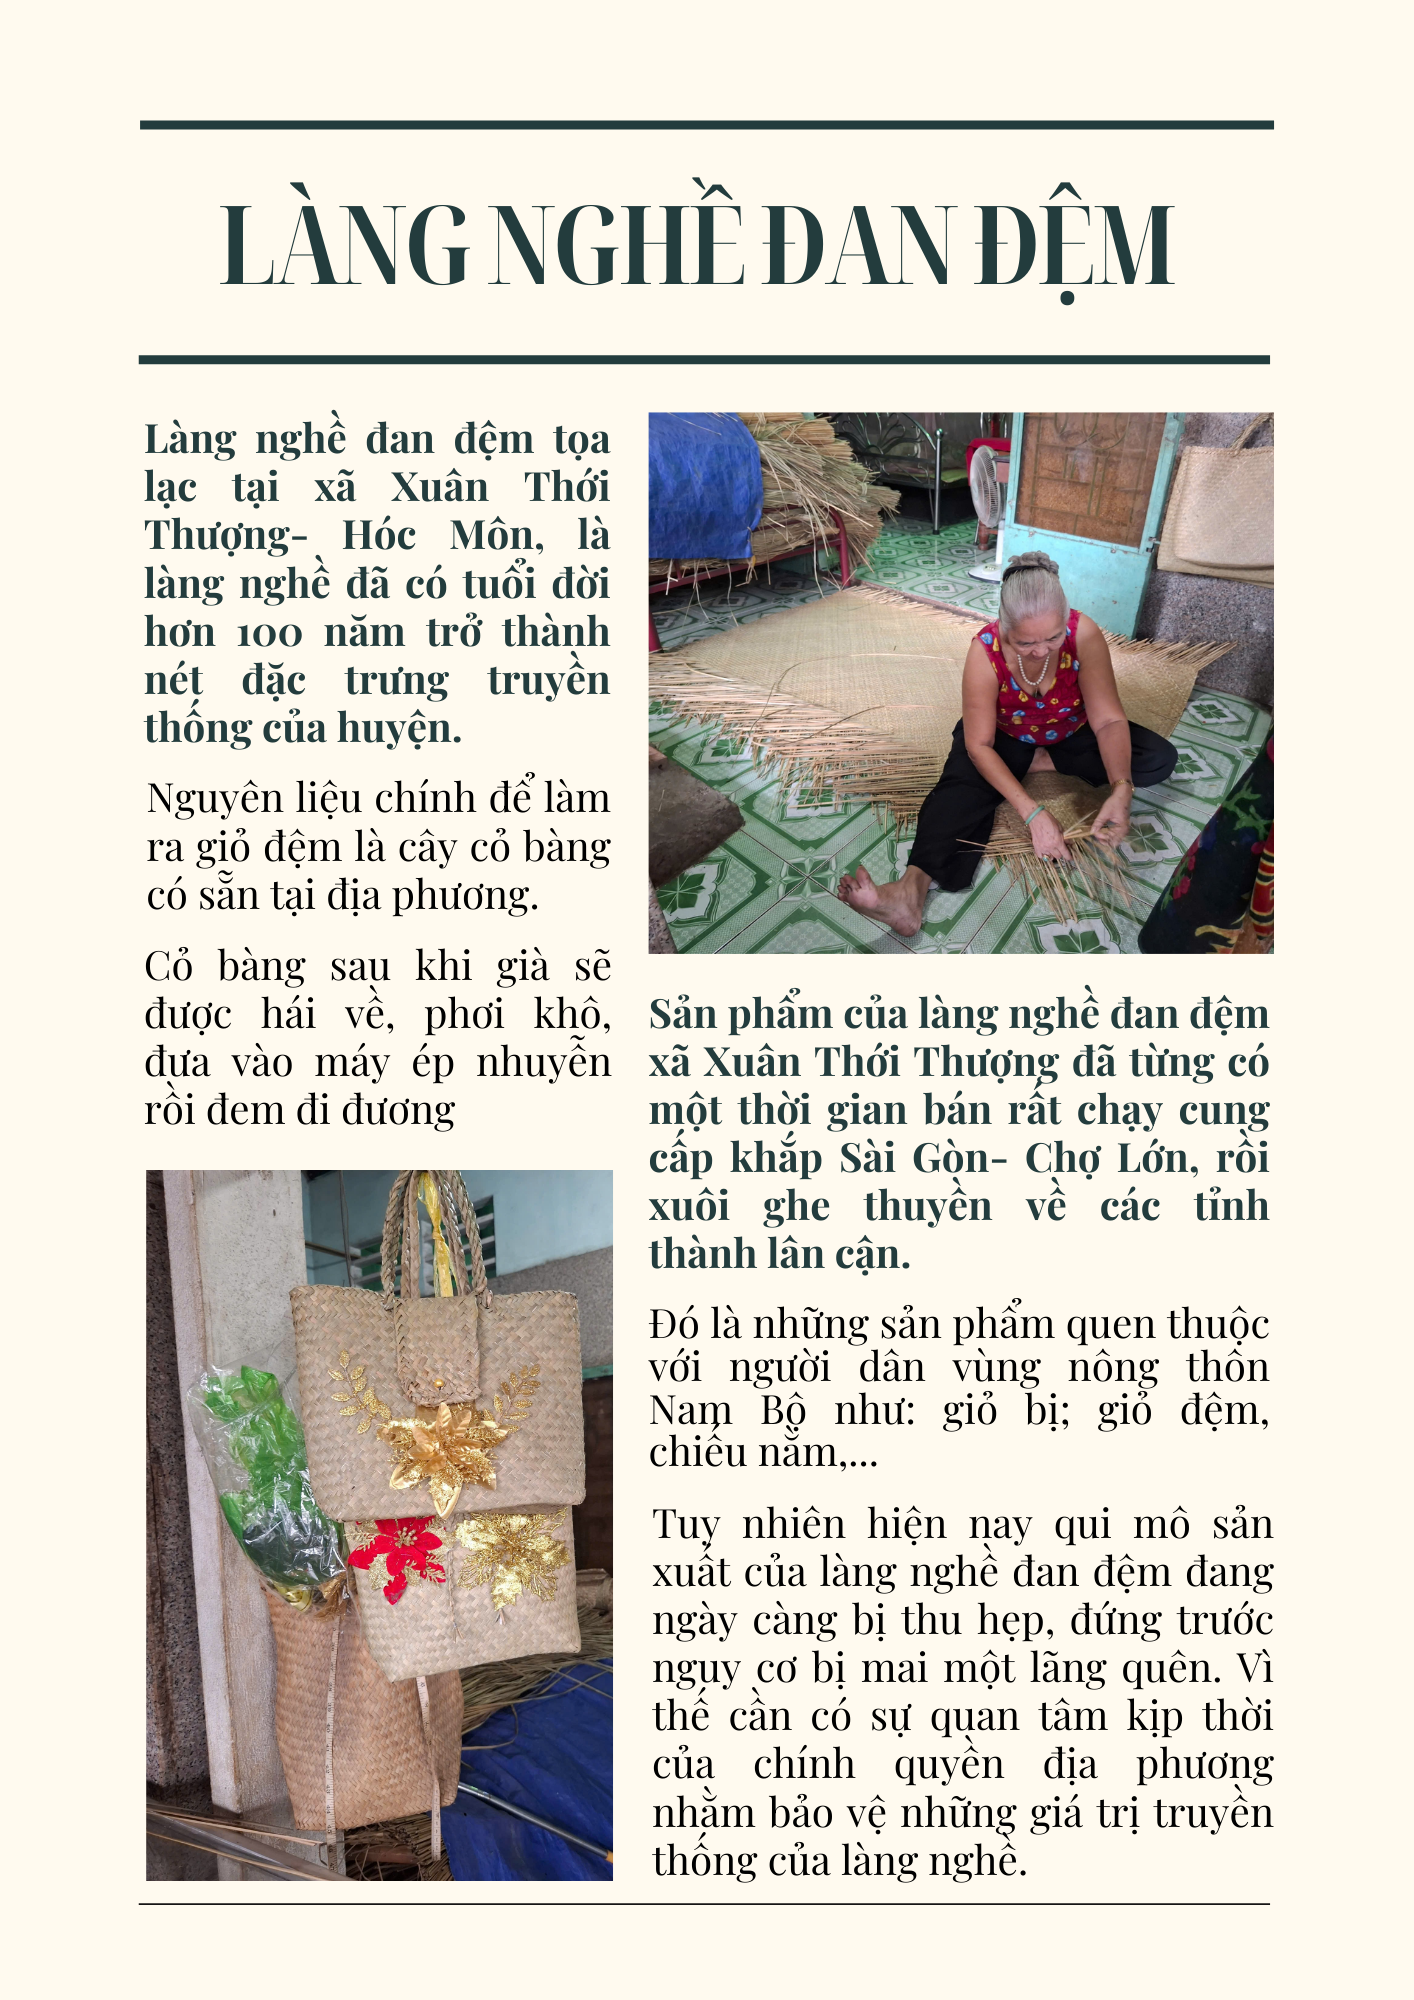 LÀNG NGHỀ ĐAN ĐỆM
Làng nghề đan đệm tọa
lạc tại xã Xuân Thới
Thượng- Hóc Môn, là
làng nghề đã có tuổi đời
hơn 100 năm trở thành
nét đặc trưng truyền
thống của huyện.
Nguyên liệu chính để làm
ra giỏ đệm là cây cỏ bàng
có sẵn tại địa phương.
Cỏ bàng sau khi già sẽ
được hái về, phơi khô,
đưa vào máy ép nhuyễn
rồi đem đi đương
Sản phẩm của làng nghề đan đệm
xã Xuân Thới Thượng đã từng có
một thời gian bán rất chạy cung
cấp khắp Sài Gòn- Chợ Lớn, rồi
xuôi ghe thuyền về các tỉnh
thành lân cận.
Đó là những sản phẩm quen thuộc
với người dân vùng nông thôn
Nam Bộ như: giỏ bị; giỏ đệm,
chiếu nằm,...
Tuy nhiên hiện nay qui mô sản
xuất của làng nghề đan đệm đang
ngày càng bị thu hẹp, đứng trước
nguy cơ bị mai một lãng quên. Vì
thế cần có sự quan tâm kịp thời
của chính quyền địa phương
nhằm bảo vệ những giá trị truyền
thống của làng nghề.